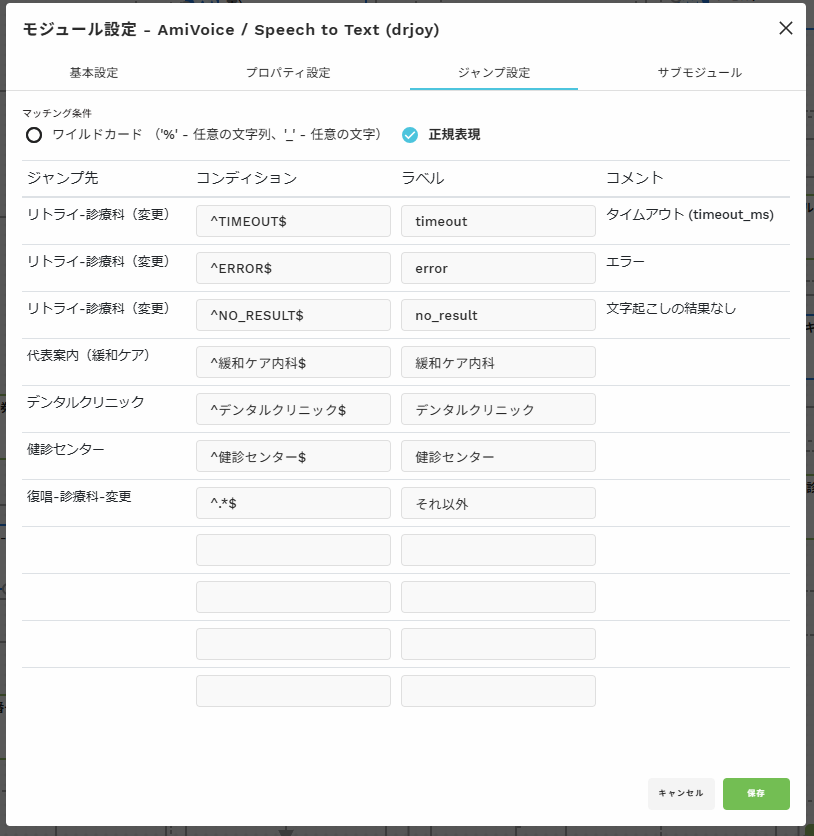 モジュール設定 - AmiVoice / Speech to Text (drjoy)
基本設定 プロパティ設定 ジャンプ設定 サブモジュール
マッチング条件
ワイルドカード （'%' - 任意の文字列、'_' - 任意の文字） 正規表現
ジャンプ先 コンディション ラベル コメント
リトライ-診療科（変更） ^TIMEOUT$ timeout タイムアウト (timeout_ms)
リトライ-診療科（変更） ^ERROR$ error エラー
リトライ-診療科（変更） ^NO_RESULT$ no_result 文字起こしの結果なし
代表案内（緩和ケア） ^緩和ケア内科$ 緩和ケア内科
デンタルクリニック ^デンタルクリニック$ デンタルクリニック
健診センター ^健診センター$ 健診センター
復唱-診療科-変更 ^.*$ それ以外
キャンセル 保存